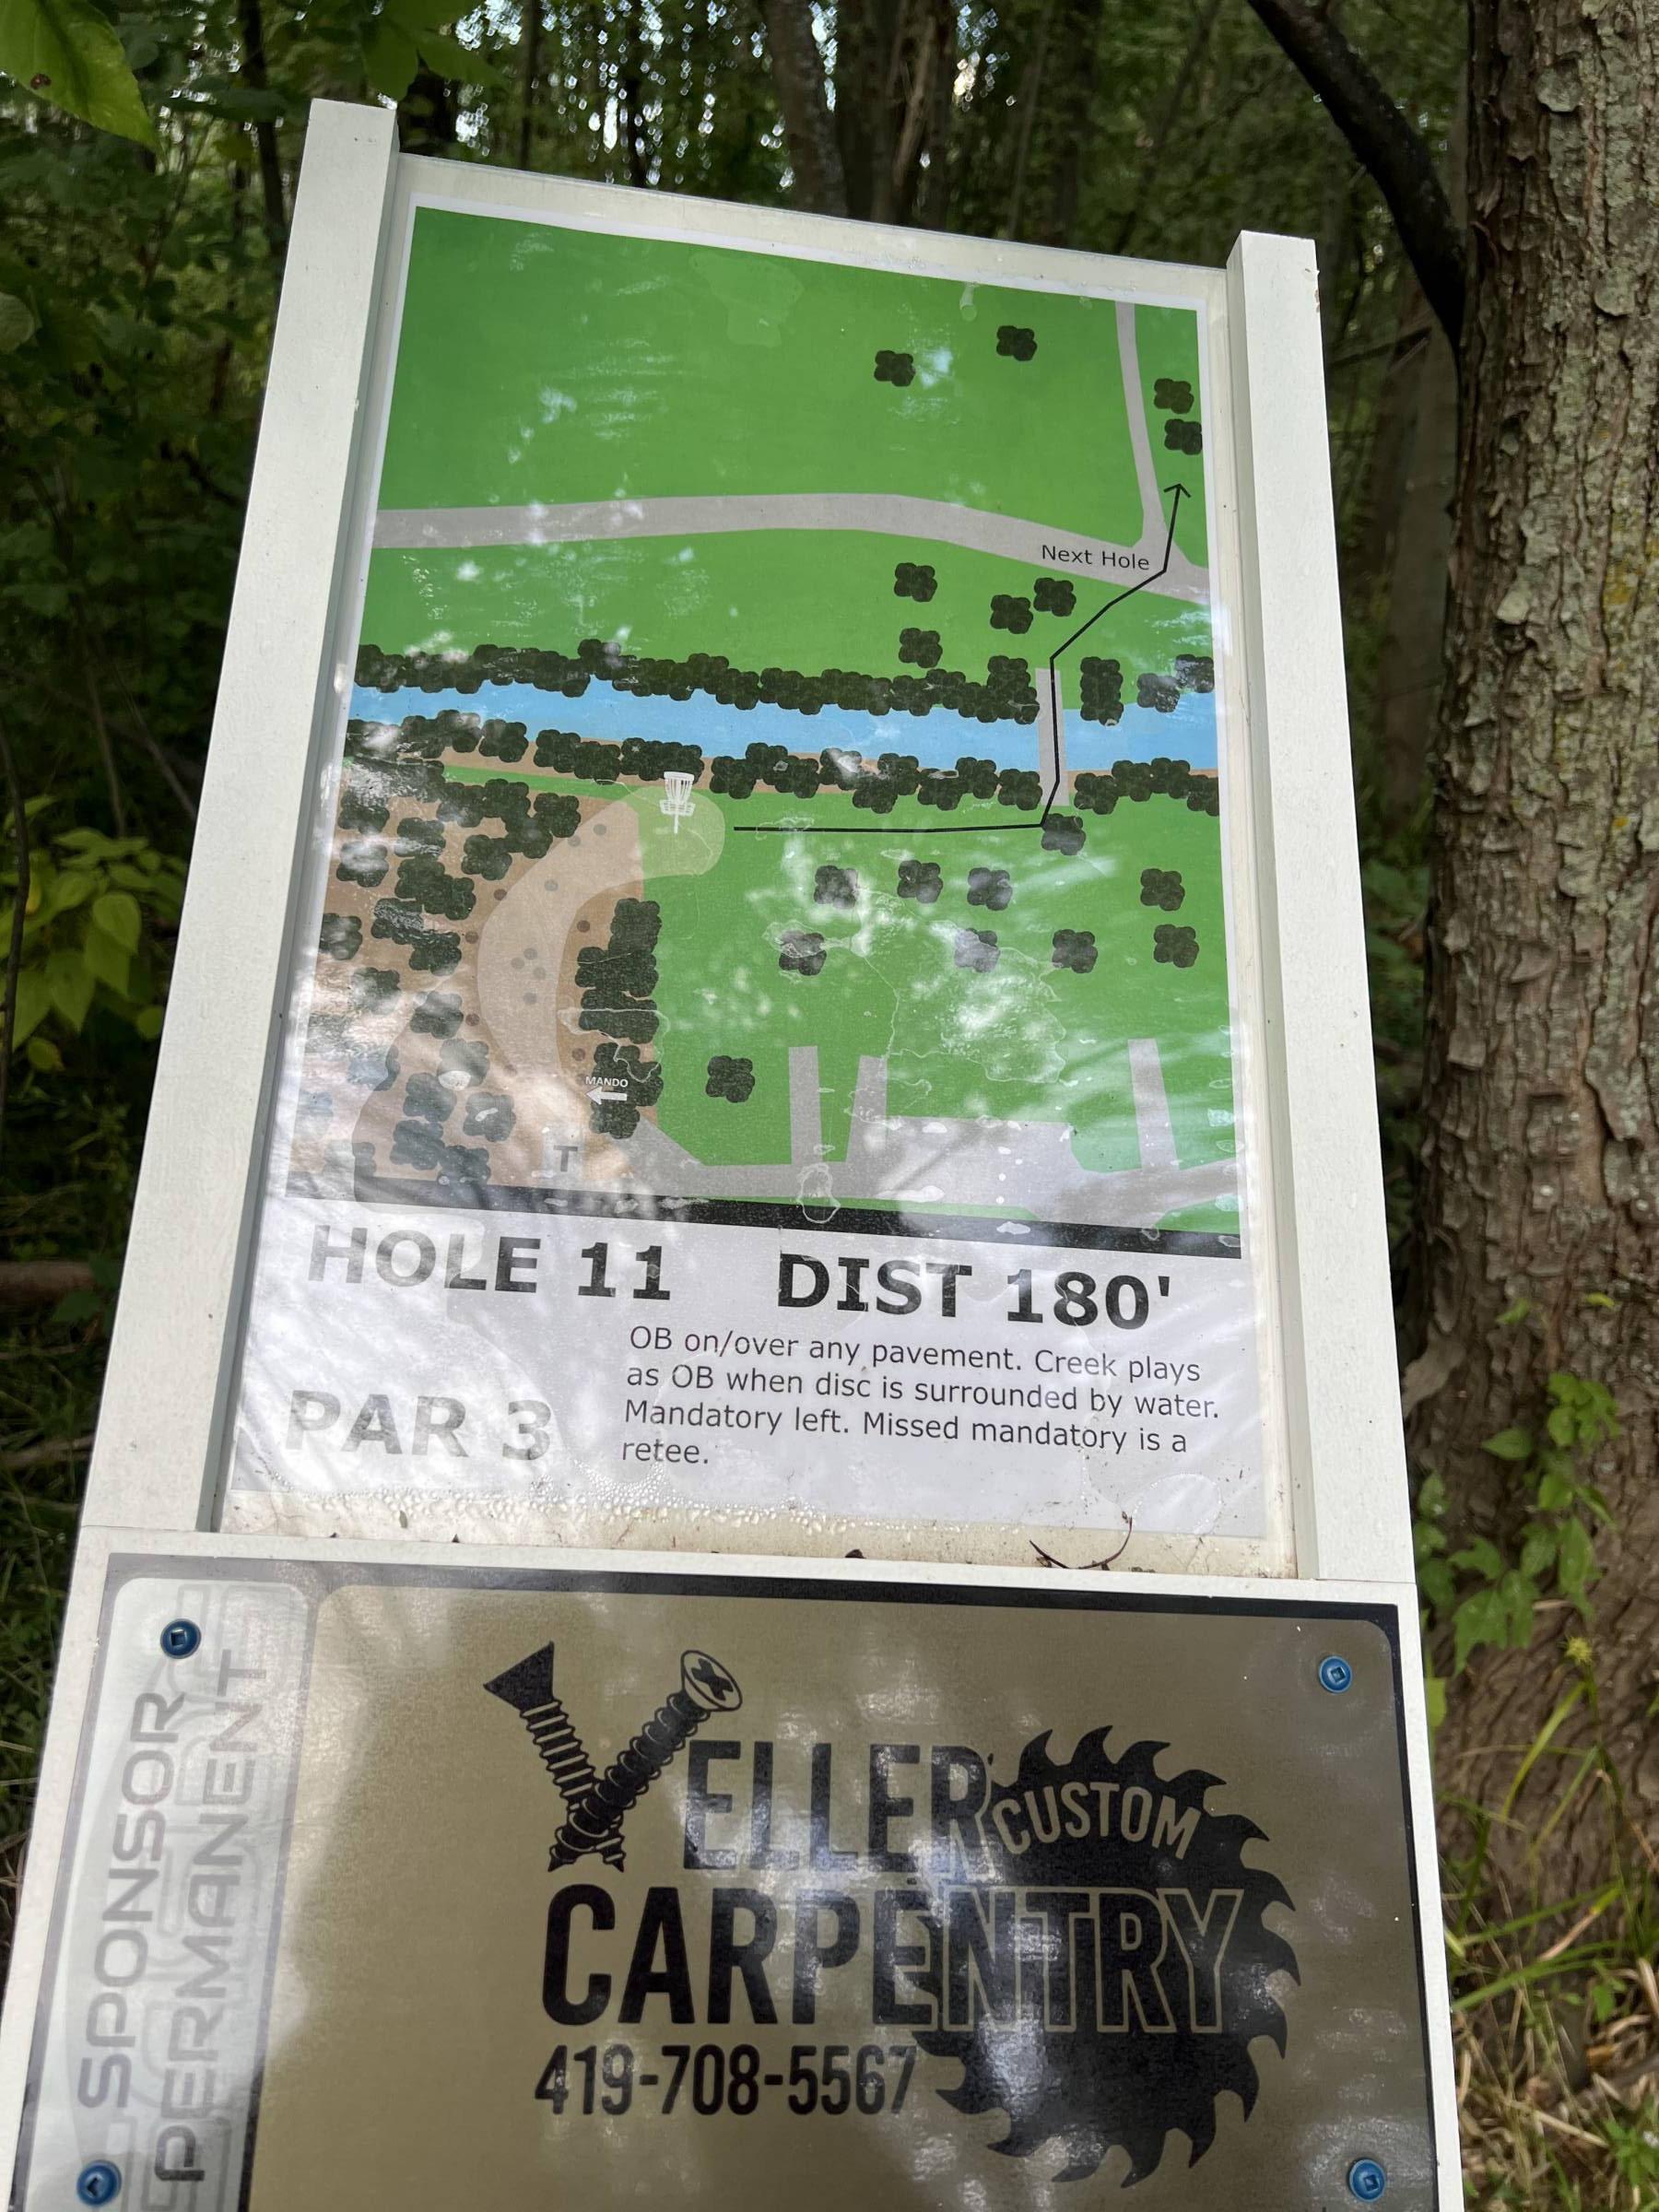 Next Hole
MANDO
T
HOLE 11 DIST 180'
OB on/over any pavement. Creek plays
as OB when disc is surrounded by water.
Mandatory left. Missed mandatory is a
retee.
PAR 3
SPONSOR
PERMANENT
YELLER CUSTOM
CARPENTRY
419-708-5567